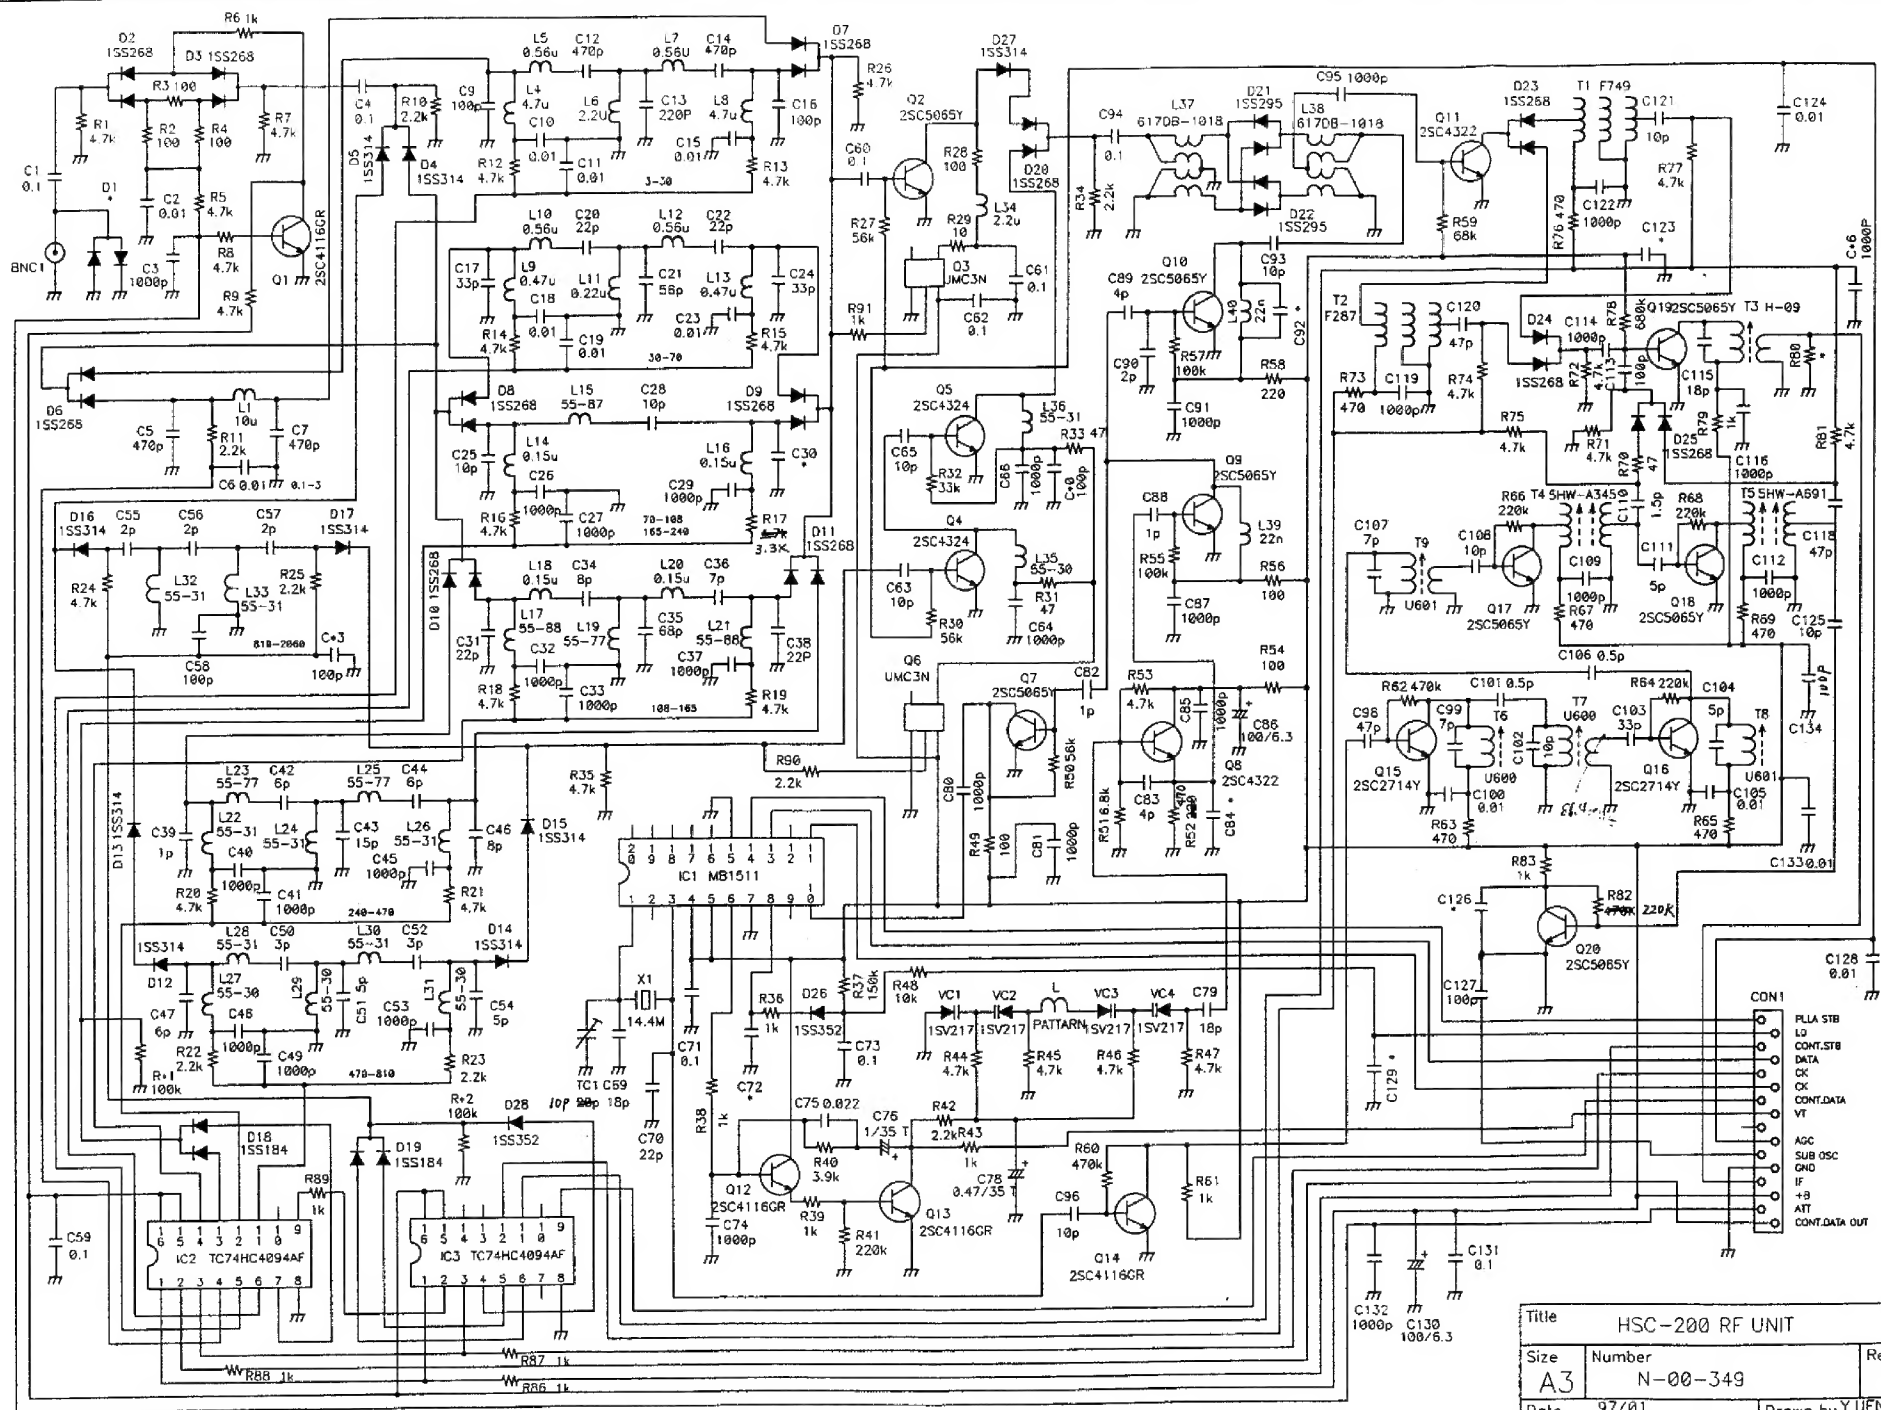 R6 1k
D2
1SS268
D3 1SS268
R3 100
R1
4.7k
R2
100
R4
100
R7
4.7k
C1
0.1
D1
*
C2
0.01
R5
4.7k
BNC1
C3
1000p
R8
4.7k
R9
4.7k
Q1
2SC4116GR
C4
0.1
R10
2.2k
D5
1SS314
D4
1SS314
C9
100p
L5
0.56u
C12
470p
L7
0.56u
C14
470p
L4
4.7u
L6
2.2u
C13
220P
L8
4.7u
C16
100p
C10
0.01
C11
0.01
C15
0.01
R12
4.7k
R13
4.7k
3-30
D7
1SS268
R26
4.7k
L10
0.56u
C20
22p
L12
0.56u
C22
22p
C17
33p
L9
0.47u
L11
0.22u
C21
56p
L13
0.47u
C24
33p
C18
0.01
C19
0.01
C23
0.01
R14
4.7k
R15
4.7k
30-70
D6
1SS268
C5
470p
L1
10u
R11
2.2k
C7
470p
C6 0.01
0.1-3
D8
1SS268
L15
55-87
C28
10p
D9
1SS268
C25
10p
L14
0.15u
L16
0.15u
C30
*
C26
1000p
C27
1000p
C29
1000p
R16
4.7k
R17
4.7k
3.3K
70-108
165-240
D11
1SS268
D10 1SS268
L18
0.15u
C34
8p
L20
0.15u
C36
7p
C31
22p
L17
55-88
L19
55-77
C35
68p
L21
55-88
C38
22P
C32
1000p
C33
1000p
C37
1000p
R18
4.7k
R19
4.7k
108-165
D16
1SS314
C55
2p
C56
2p
C57
2p
D17
1SS314
R24
4.7k
L32
55-31
L33
55-31
R25
2.2k
C58
100p
810-2060
C*3
100p
L23
55-77
C42
6p
L25
55-77
C44
6p
C39
1p
L22
55-31
L24
55-31
C43
15p
L26
55-31
C46
8p
C40
1000p
C41
1000p
C45
1000p
R20
4.7k
R21
4.7k
240-470
D13 1SS314
D15
1SS314
R35
4.7k
R90
2.2k
1SS314
D12
L28
55-31
C50
3p
L30
55-31
C52
3p
D14
1SS314
C47
6p
L27
55-30
L29
55-30
C51 5p
L31
55-30
C54
5p
C48
1000p
C49
1000p
C53
1000p
R22
2.2k
R23
2.2k
470-810
R*1
100k
R*2
100k
D28
1SS352
D18
1SS184
D19
1SS184
R89
1k
C59
0.1
IC2 TC74HC4094AF
IC3 TC74HC4094AF
R88 1k
R87 1k
R86 1k
Q2
2SC5065Y
C60
0.1
R27
56k
R28
100
L34
2.2u
R29
10
Q3
UMC3N
C61
0.1
C62
0.1
R91
1k
D27
1SS314
D20
1SS268
R34
2.2k
C94
0.1
L37
617DB-1018
D21
1SS295
L38
617DB-1018
D22
1SS295
C95 1000p
C93
10p
Q5
2SC4324
C65
10p
R32
33k
L36
55-31
R33 47
C66
1000p
C*0
100p
Q4
2SC4324
C63
10p
R30
56k
L35
55-30
R31
47
C64
1000p
Q6
UMC3N
Q7
2SC5065Y
C82
1p
R50 56k
C80
1000p
R49
100
C81
1000p
Q10
2SC5065Y
C89
4p
C90
2p
R57
100k
L40
22n
C92 *
R58
220
C91
1000p
Q9
2SC5065Y
C88
1p
R55
100k
L39
22n
R56
100
C87
1000p
R54
100
R53
4.7k
C85
1000p
C86
100/6.3
Q8
2SC4322
R51 6.8k
C83
4p
R52 220
470
C84 *
IC1 MB1511
X1
14.4M
TC1
10P 20p
C69
18p
C70
22p
C71
0.1
R36
1k
D26
1SS352
R37
150k
R48
10k
C72
*
C73
0.1
R38
1k
VC1
1SV217
VC2
1SV217
L
PATTARN
VC3
1SV217
VC4
1SV217
C79
18p
R44
4.7k
R45
4.7k
R46
4.7k
R47
4.7k
C75 0.022
R40
3.9k
C76
1/35 T
R42
2.2k
R43
1k
C78
0.47/35 T
Q12
2SC4116GR
R39
1k
Q13
2SC4116GR
R41
220k
C74
1000p
R60
470k
C96
10p
Q14
2SC4116GR
R61
1k
Q11
2SC4322
D23
1SS268
T1 F749
C121
10p
R77
4.7k
C122
1000p
R76 470
R59
68k
C123
*
C124
0.01
C*6
1000P
T2
F287
C120
47p
R73
470
C119
1000p
R74
4.7k
D24
1SS268
C114
1000p
R72
4.7k
R78
680k
C113
100p
Q19 2SC5065Y
T3 H-09
C115
18p
R80
*
R79
1k
C116
1000p
R81
4.7k
R75
4.7k
R71
4.7k
D25
1SS268
R70
47
C107
7p
T9
U601
C108
10p
R66
220k
Q17
2SC5065Y
T4 5HW-A345
C110
1.5p
C109
1000p
R67
470
C111
5p
R68
220k
Q18
2SC5065Y
T5 5HW-A691
C118
47p
C112
1000p
R69
470
C125
10p
C106 0.5p
100P
C134
C98
47p
R62 470k
Q15
2SC2714Y
C99
7p
C101 0.5p
T6
U600
C100
0.01
R63
470
C102
10p
T7
U600
C103
33p
R64 220k
Q16
2SC2714Y
C104
5p
T8
U601
C105
0.01
R65
470
C133 0.01
R83
1k
C126
*
R82
470K 220K
Q20
2SC5065Y
C127
100p
C128
0.01
C129 *
CON1
PLLA STB
LD
CONT.STB
DATA
CK
CK
CONT.DATA
VT
AGC
SUB OSC
GND
IF
+B
ATT
CONT.DATA OUT
C132
1000p
C130
100/6.3
C131
0.1
Title
HSC-200 RF UNIT
Size
A3
Number
N-00-349
97/01